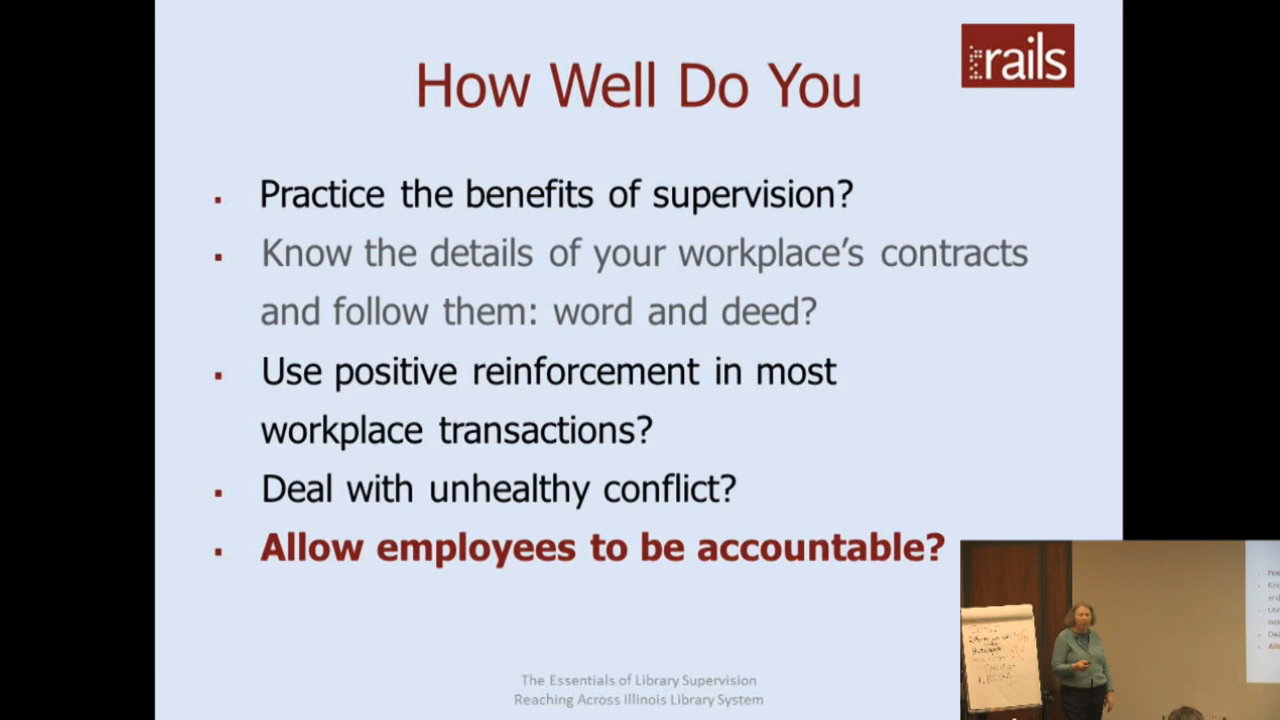 rails
How Well Do You
▪ Practice the benefits of supervision?
▪ Know the details of your workplace’s contracts
and follow them: word and deed?
▪ Use positive reinforcement in most
workplace transactions?
▪ Deal with unhealthy conflict?
▪ Allow employees to be accountable?
The Essentials of Library Supervision
Reaching Across Illinois Library System